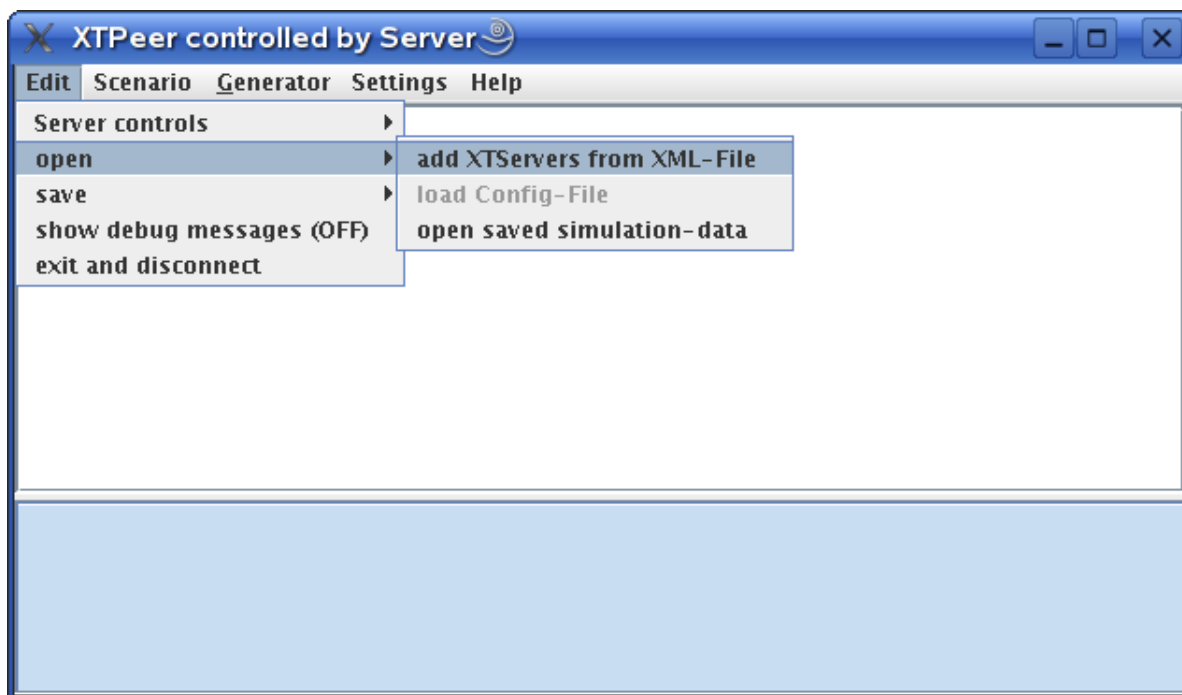 XTPeer controlled by Server
Edit Scenario Generator Settings Help
Server controls
open
save
show debug messages (OFF)
exit and disconnect
add XTServers from XML-File
load Config-File
open saved simulation-data